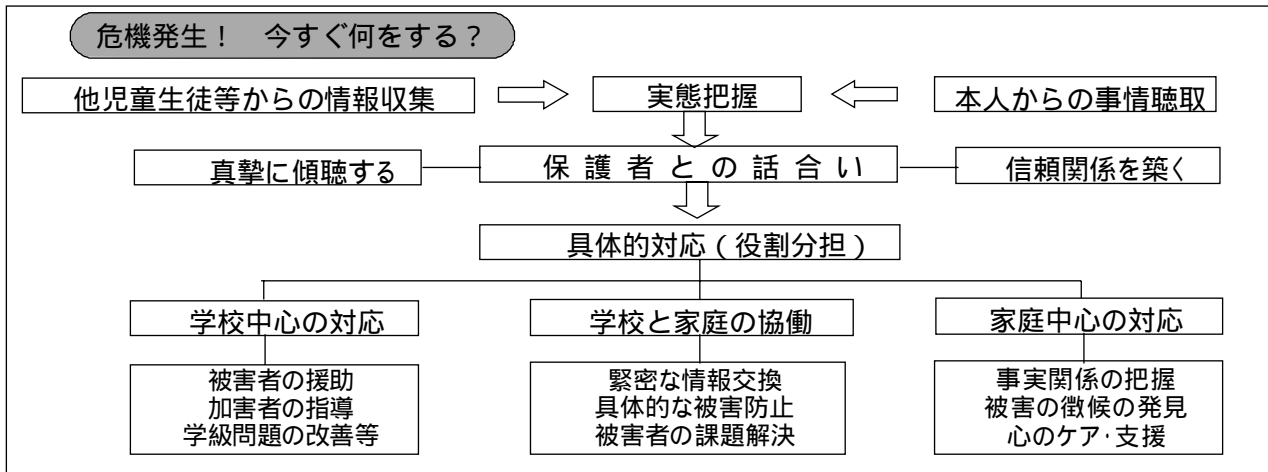 危機発生！　今すぐ何をする？
他児童生徒等からの情報収集
実態把握
本人からの事情聴取
真摯に傾聴する
保護者との話合い
信頼関係を築く
具体的対応（役割分担）
学校中心の対応
学校と家庭の協働
家庭中心の対応
被害者の援助
加害者の指導
学級問題の改善等
緊密な情報交換
具体的な被害防止
被害者の課題解決
事実関係の把握
被害の徴候の発見
心のケア・支援